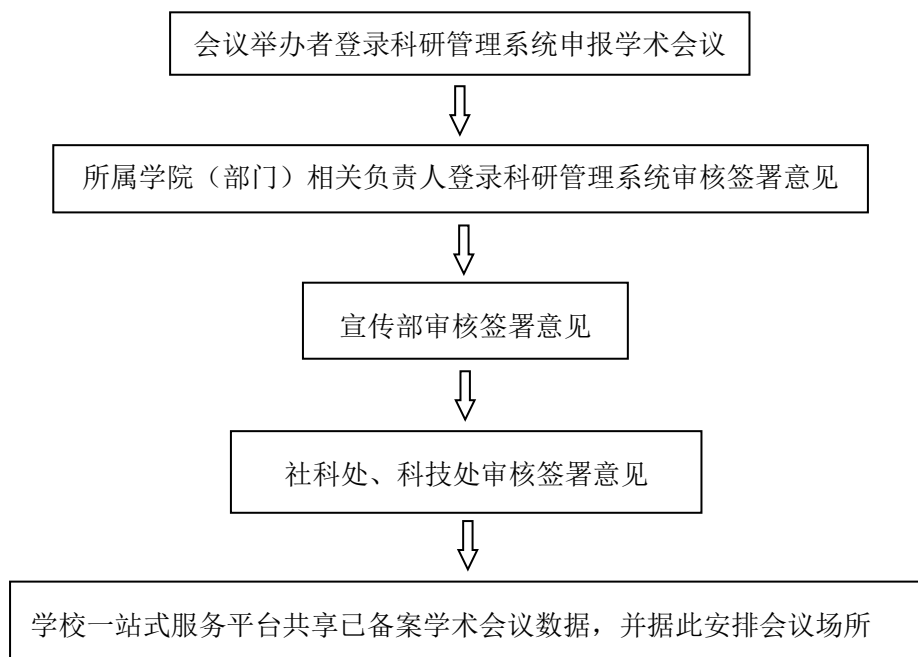 会议举办者登录科研管理系统申报学术会议
所属学院（部门）相关负责人登录科研管理系统审核签署意见
宣传部审核签署意见
社科处、科技处审核签署意见
学校一站式服务平台共享已备案学术会议数据，并据此安排会议场所